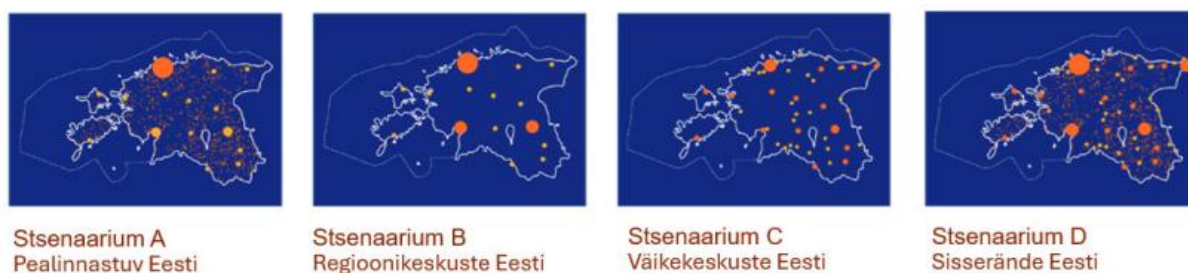 Stsenaarium A
Pealinnastuv Eesti
Stsenaarium B
Regioonikeskuste Eesti
Stsenaarium C
Väikekeskuste Eesti
Stsenaarium D
Sisserände Eesti